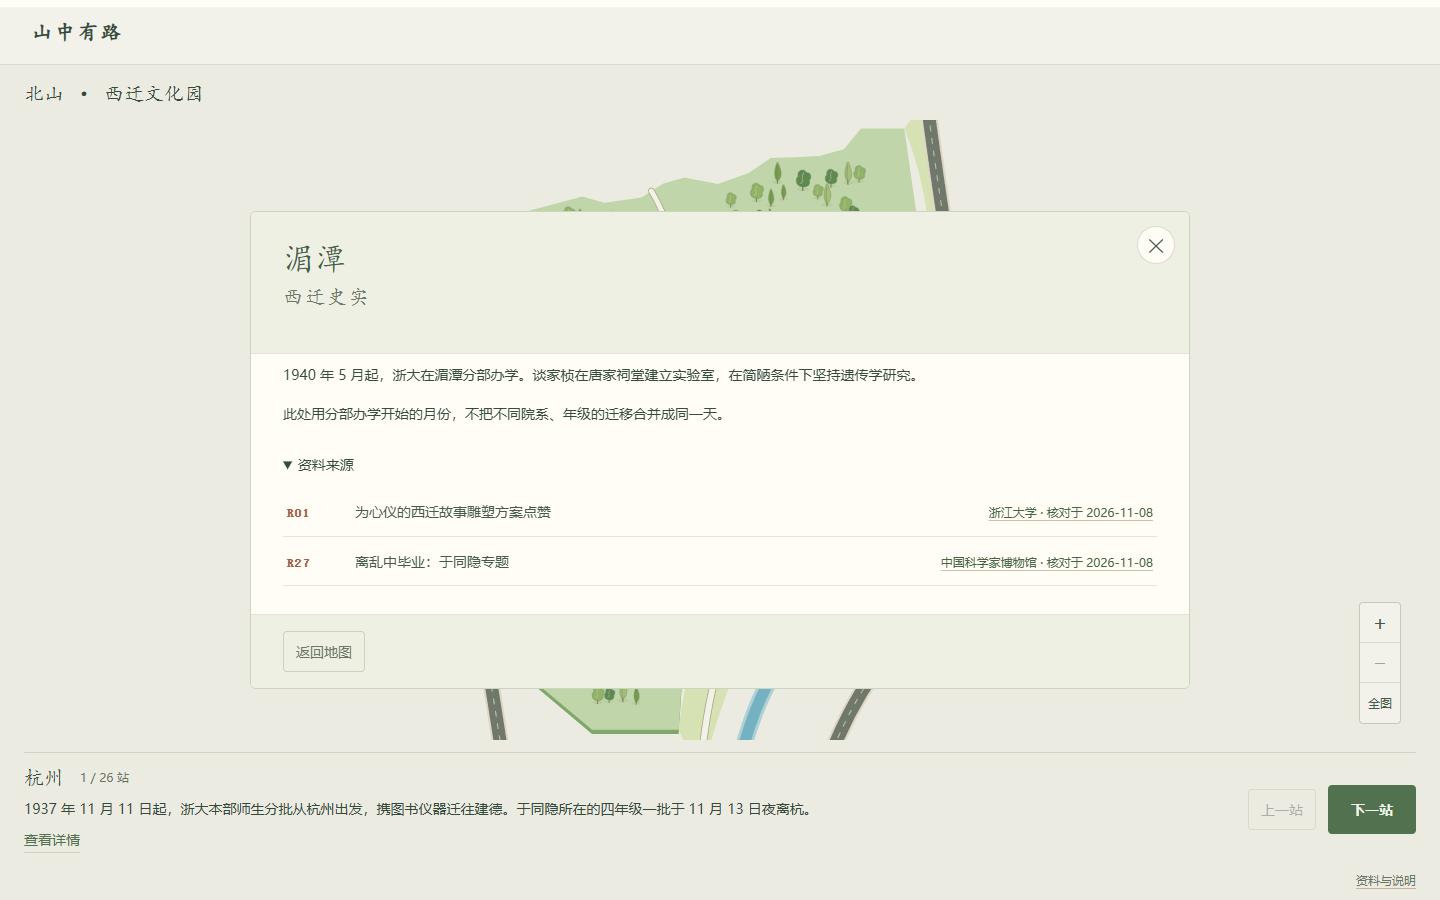 山中有路
北山 • 西迁文化园
湄潭
西迁史实
1940 年 5 月起，浙大在湄潭分部办学。谈家桢在唐家祠堂建立实验室，在简陋条件下坚持遗传学研究。
此处用分部办学开始的月份，不把不同院系、年级的迁移合并成同一天。
▼ 资料来源
R01 为心仪的西迁故事雕塑方案点赞 浙江大学 · 核对于 2026-11-08
R27 离乱中毕业：于同隐专题 中国科学家博物馆 · 核对于 2026-11-08
返回地图
+
−
全图
杭州 1 / 26 站
1937 年 11 月 11 日起，浙大本部师生分批从杭州出发，携图书仪器迁往建德。于同隐所在的四年级一批于 11 月 13 日夜离杭。
查看详情
上一站 下一站
资料与说明